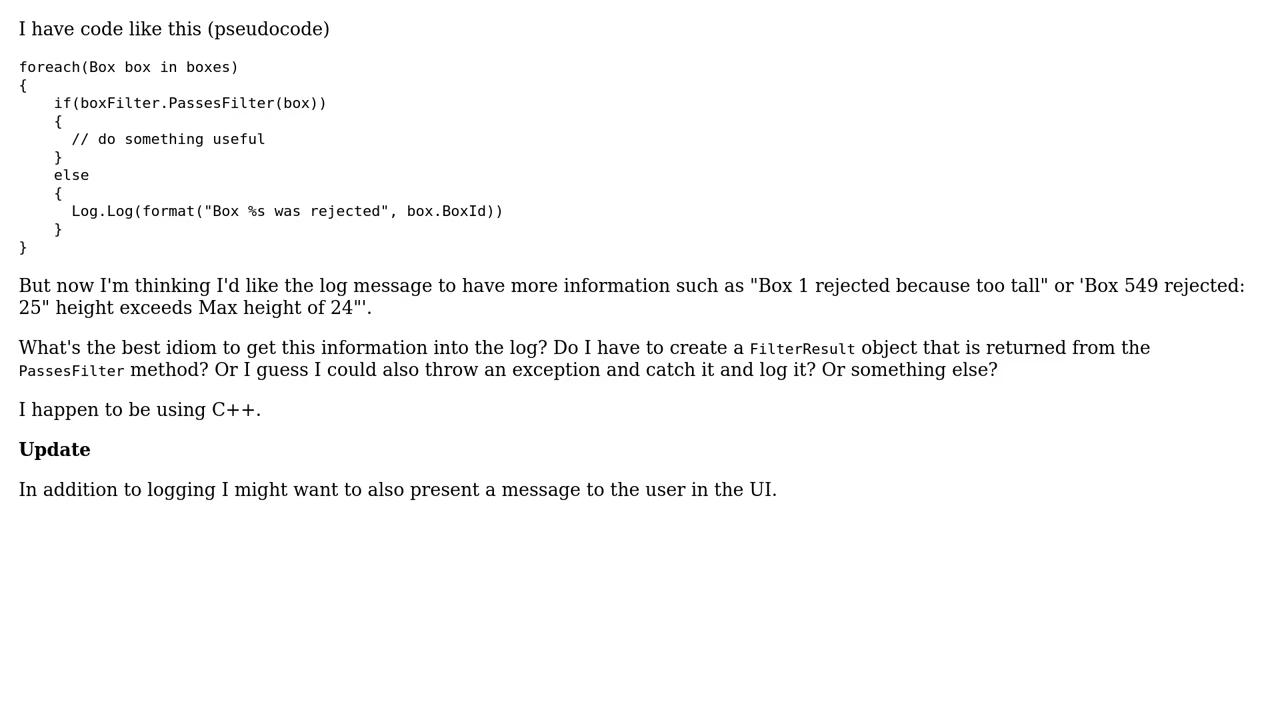 I have code like this (pseudocode)
foreach(Box box in boxes)
{
    if(boxFilter.PassesFilter(box))
    {
      // do something useful
    }
    else
    {
      Log.Log(format("Box %s was rejected", box.BoxId))
    }
}
But now I'm thinking I'd like the log message to have more information such as "Box 1 rejected because too tall" or 'Box 549 rejected:
25" height exceeds Max height of 24"'.
What's the best idiom to get this information into the log? Do I have to create a FilterResult object that is returned from the
PassesFilter method? Or I guess I could also throw an exception and catch it and log it? Or something else?
I happen to be using C++.
Update
In addition to logging I might want to also present a message to the user in the UI.